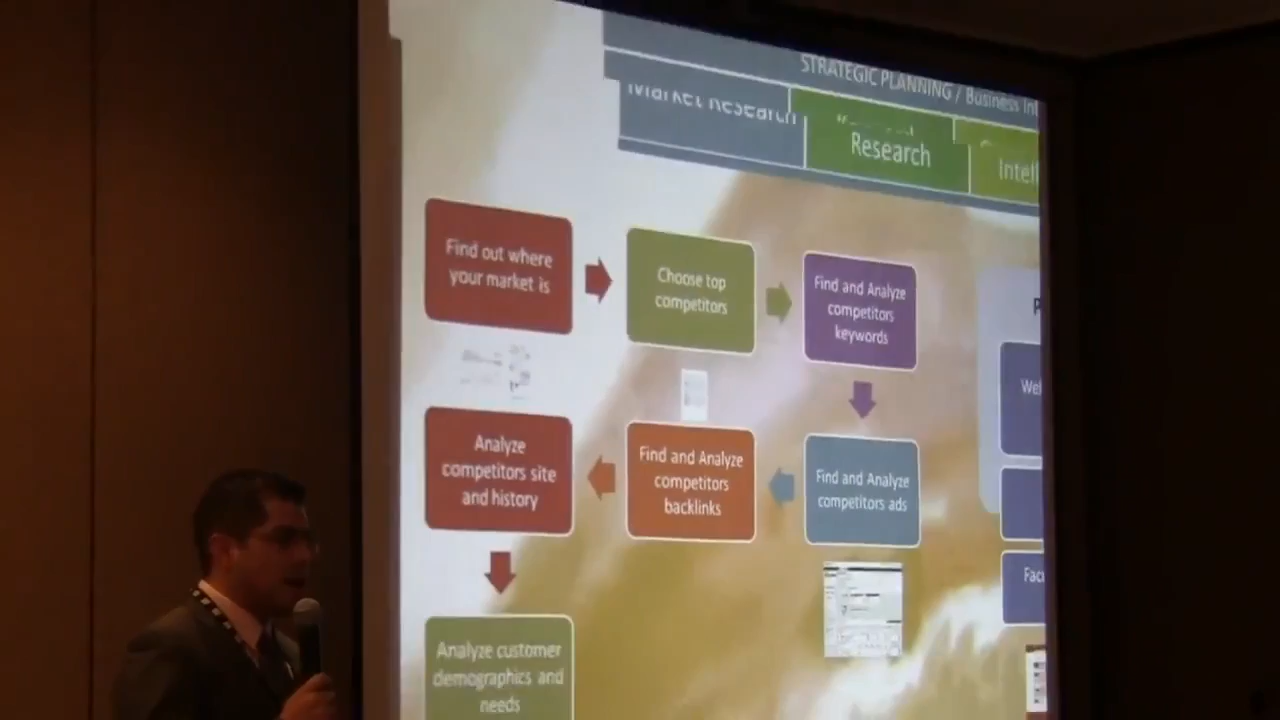 STRATEGIC PLANNING / Business
Market Research
Research
Find out where
your market is
Choose top
competitors
Find and Analyze
competitors
keywords
Analyze
competitors site
and history
Find and Analyze
competitors
backlinks
Find and Analyze
competitors ads
Analyze customer
demographics and
needs